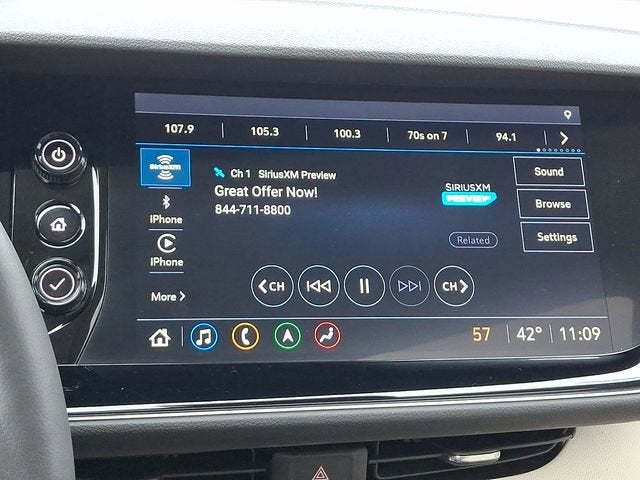 107.9 105.3 100.3 70s on 7 94.1
SiriusXM
Ch 1 SiriusXM Preview
Great Offer Now!
844-711-8800
SIRIUSXM
PREVIEW
Related
Sound
Browse
Settings
iPhone
iPhone
More
CH CH
57 42° 11:09